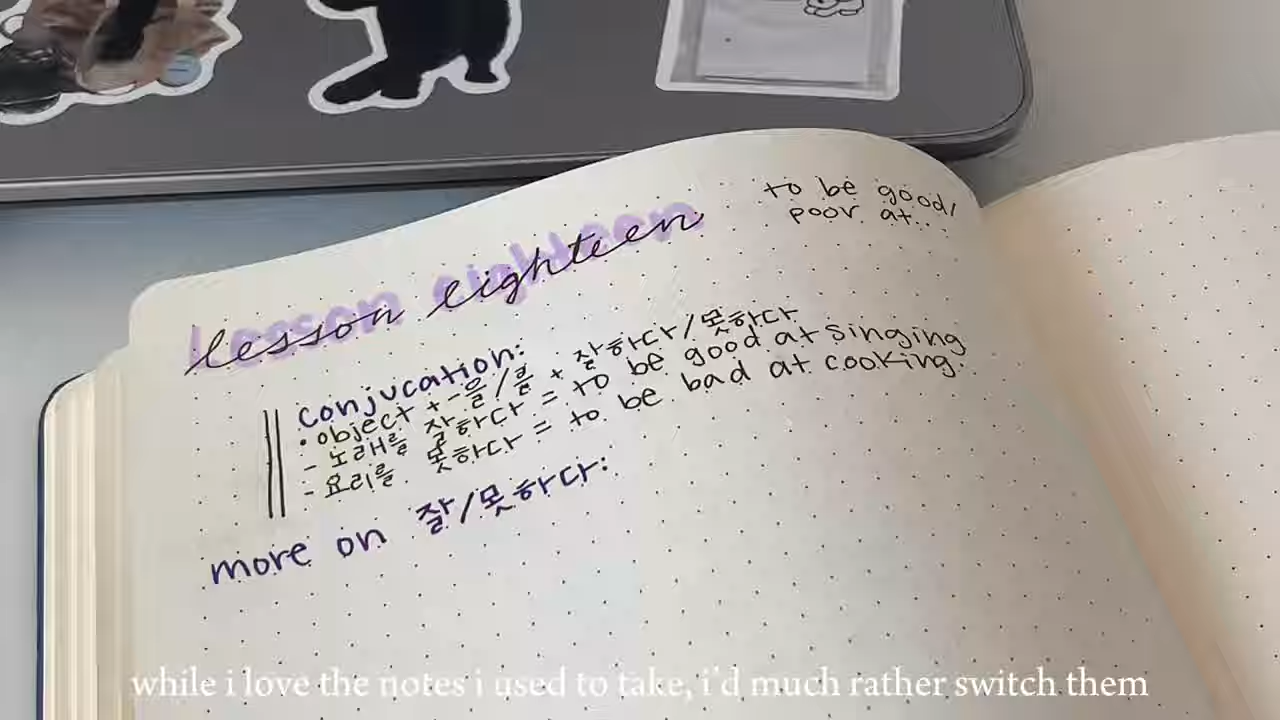 lesson eighteen
to be good/
poor at...
conjucation:
• object + -을/를 + 잘하다/못하다
- 노래를 잘하다 = to be good at singing
- 요리를 못하다 = to be bad at cooking.
more on 잘/못하다:
while i love the notes i used to take, i'd much rather switch them